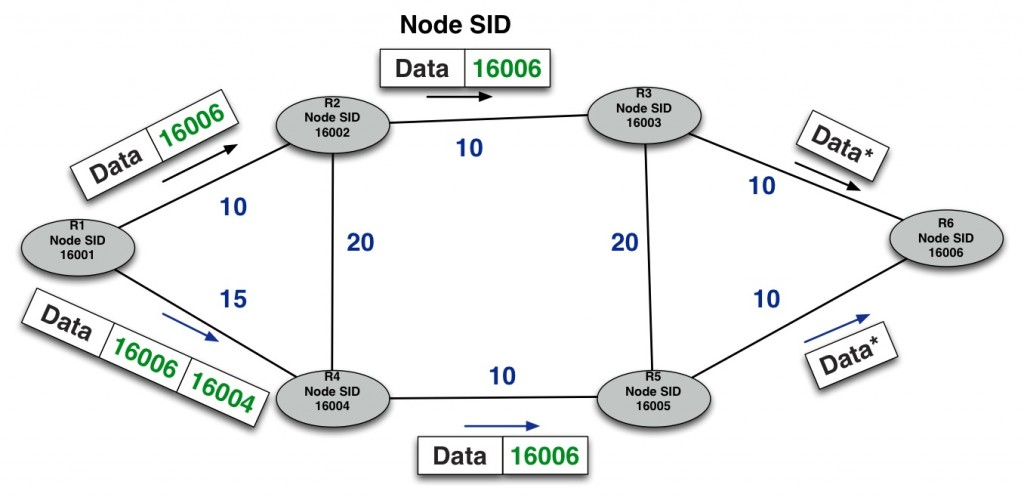 Node SID
Data 16006
Data 16006
R2
Node SID
16002
R3
Node SID
16003
Data*
10
10
10
R1
Node SID
16001
20
20
R6
Node SID
16006
15
10
Data 16006 16004
Data*
R4
Node SID
16004
10
R5
Node SID
16005
Data 16006